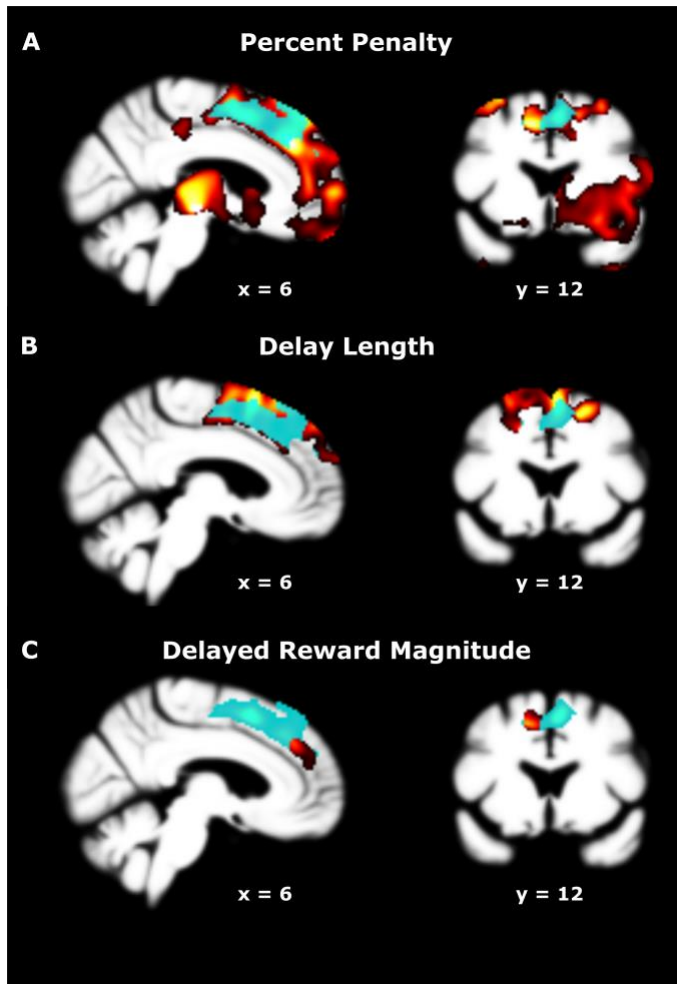 A
Percent Penalty
x = 6
y = 12
B
Delay Length
x = 6
y = 12
C
Delayed Reward Magnitude
x = 6
y = 12